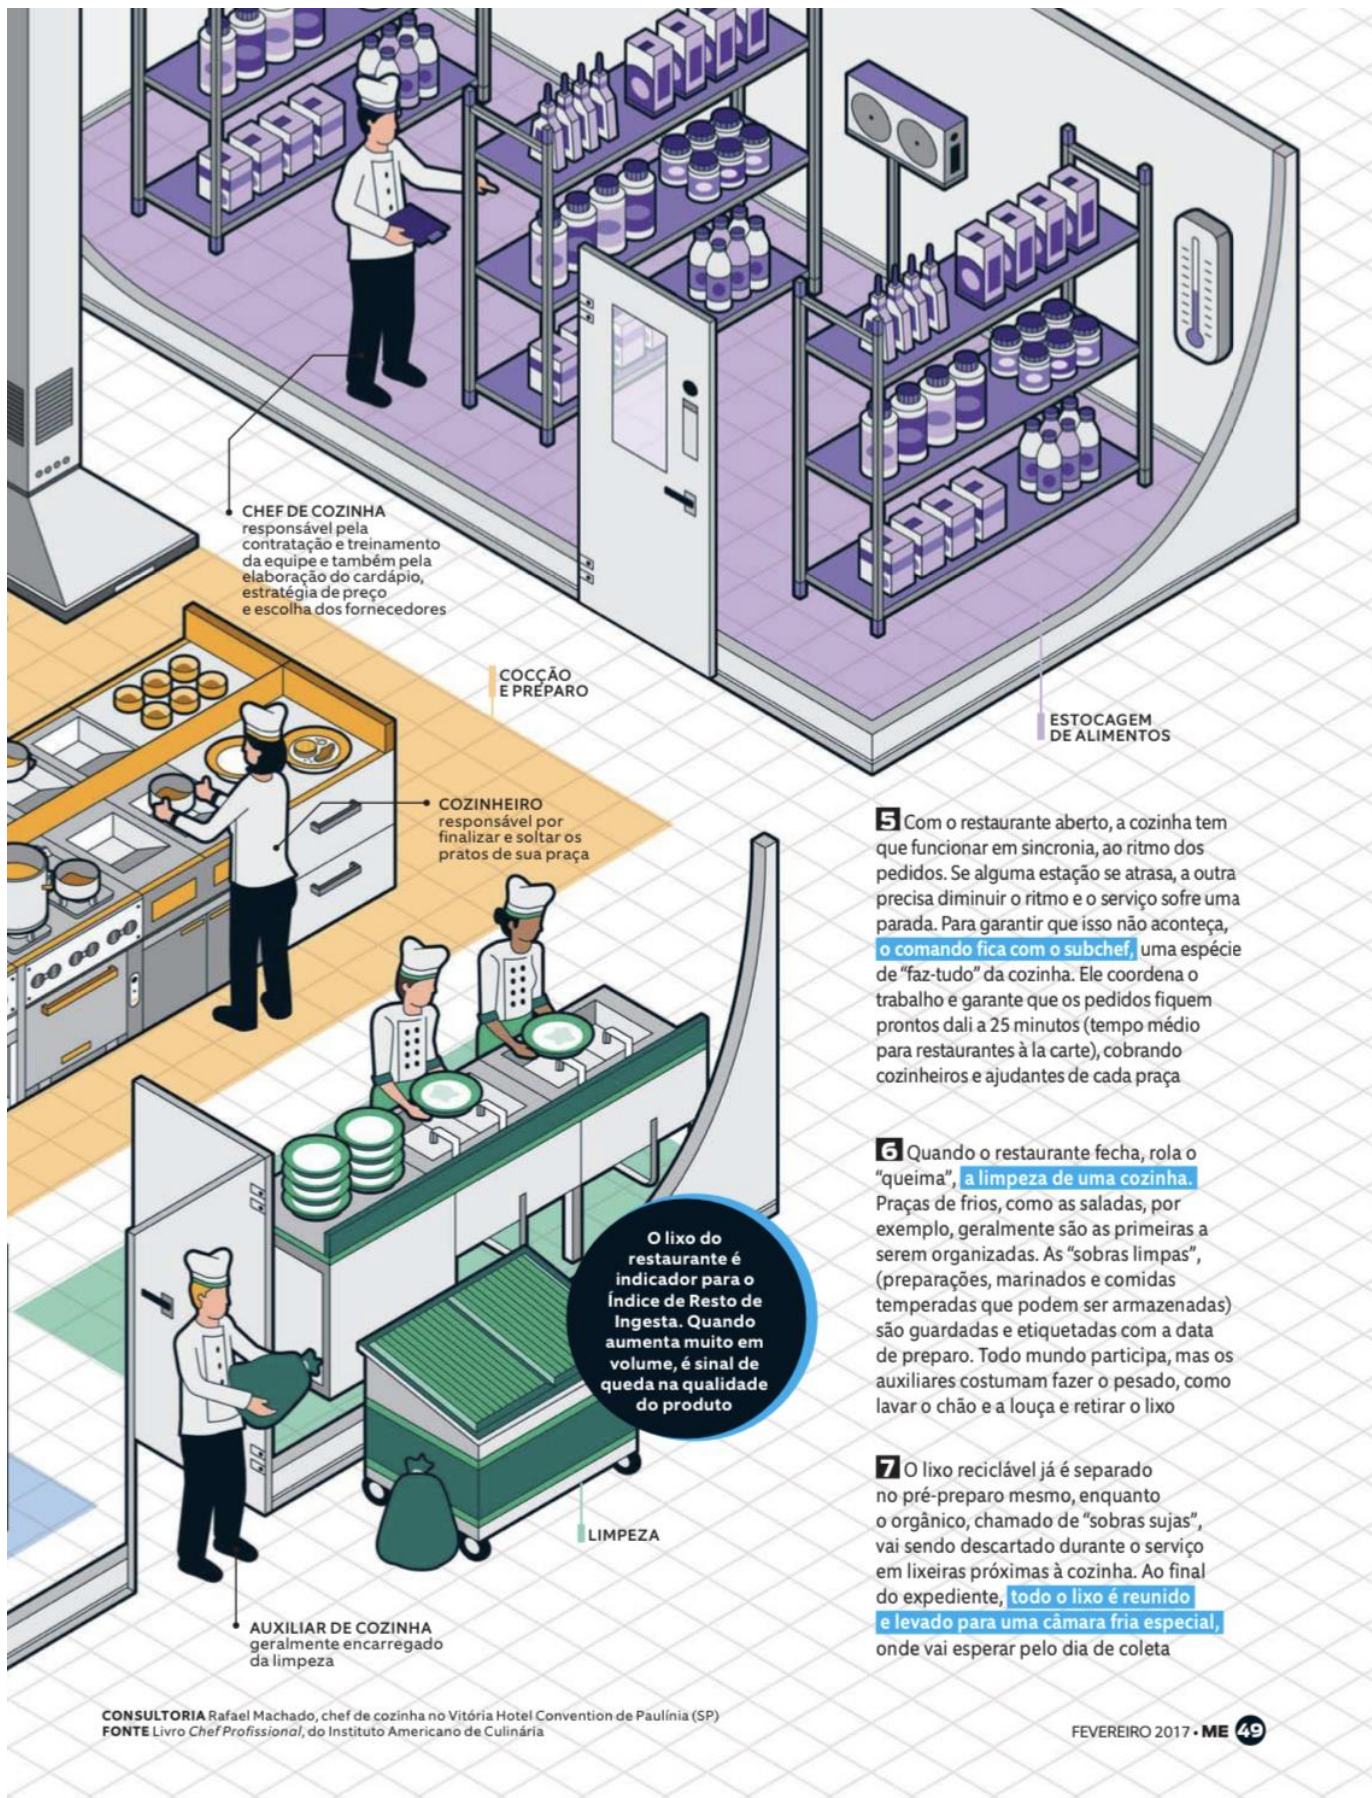 CHEF DE COZINHA
responsável pela
contratação e treinamento
da equipe e também pela
elaboração do cardápio,
estratégia de preço
e escolha dos fornecedores
COCÇÃO
E PREPARO
ESTOCAGEM
DE ALIMENTOS
COZINHEIRO
responsável por
finalizar e soltar os
pratos de sua praça
5 Com o restaurante aberto, a cozinha tem
que funcionar em sincronia, ao ritmo dos
pedidos. Se alguma estação se atrasa, a outra
precisa diminuir o ritmo e o serviço sofre uma
parada. Para garantir que isso não aconteça,
o comando fica com o subchef, uma espécie
de “faz-tudo” da cozinha. Ele coordena o
trabalho e garante que os pedidos fiquem
prontos dali a 25 minutos (tempo médio
para restaurantes à la carte), cobrando
cozinheiros e ajudantes de cada praça
6 Quando o restaurante fecha, rola o
“queima”, a limpeza de uma cozinha.
Praças de frios, como as saladas, por
exemplo, geralmente são as primeiras a
serem organizadas. As “sobras limpas”,
(preparações, marinados e comidas
temperadas que podem ser armazenadas)
são guardadas e etiquetadas com a data
de preparo. Todo mundo participa, mas os
auxiliares costumam fazer o pesado, como
lavar o chão e a louça e retirar o lixo
7 O lixo reciclável já é separado
no pré-preparo mesmo, enquanto
o orgânico, chamado de “sobras sujas”,
vai sendo descartado durante o serviço
em lixeiras próximas à cozinha. Ao final
do expediente, todo o lixo é reunido
e levado para uma câmara fria especial,
onde vai esperar pelo dia de coleta
O lixo do
restaurante é
indicador para o
Índice de Resto de
Ingesta. Quando
aumenta muito em
volume, é sinal de
queda na qualidade
do produto
LIMPEZA
AUXILIAR DE COZINHA
geralmente encarregado
da limpeza
CONSULTORIA Rafael Machado, chef de cozinha no Vitória Hotel Convention de Paulínia (SP)
FONTE Livro Chef Profissional, do Instituto Americano de Culinária
FEVEREIRO 2017 • ME 49